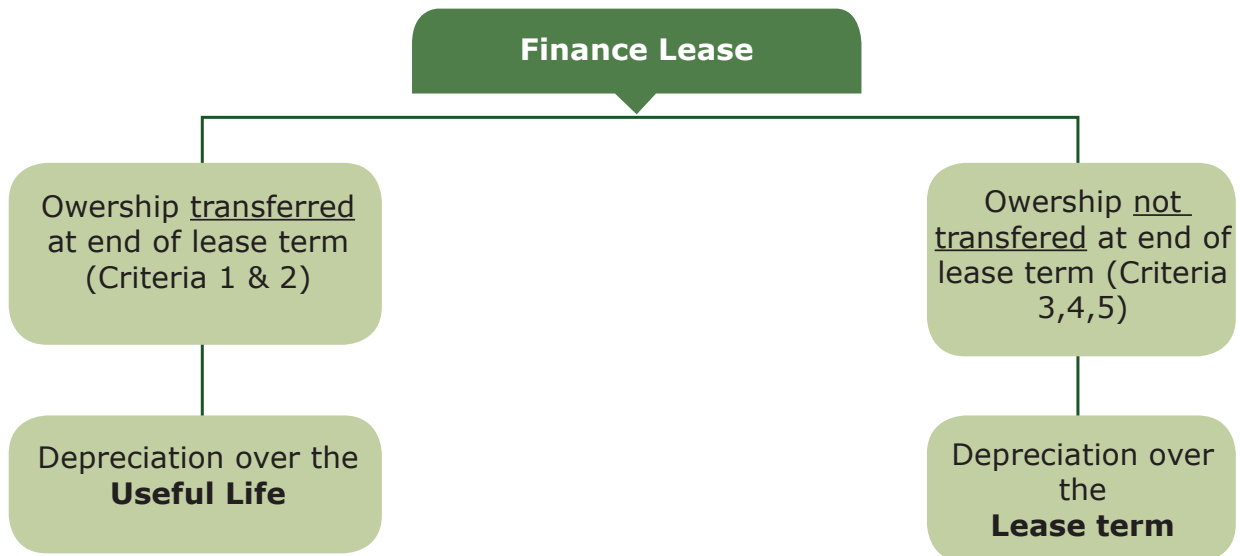 Finance Lease
Owership transferred
at end of lease term
(Criteria 1 & 2)
Owership not
transfered at end of
lease term (Criteria
3,4,5)
Depreciation over the
Useful Life
Depreciation over
the
Lease term